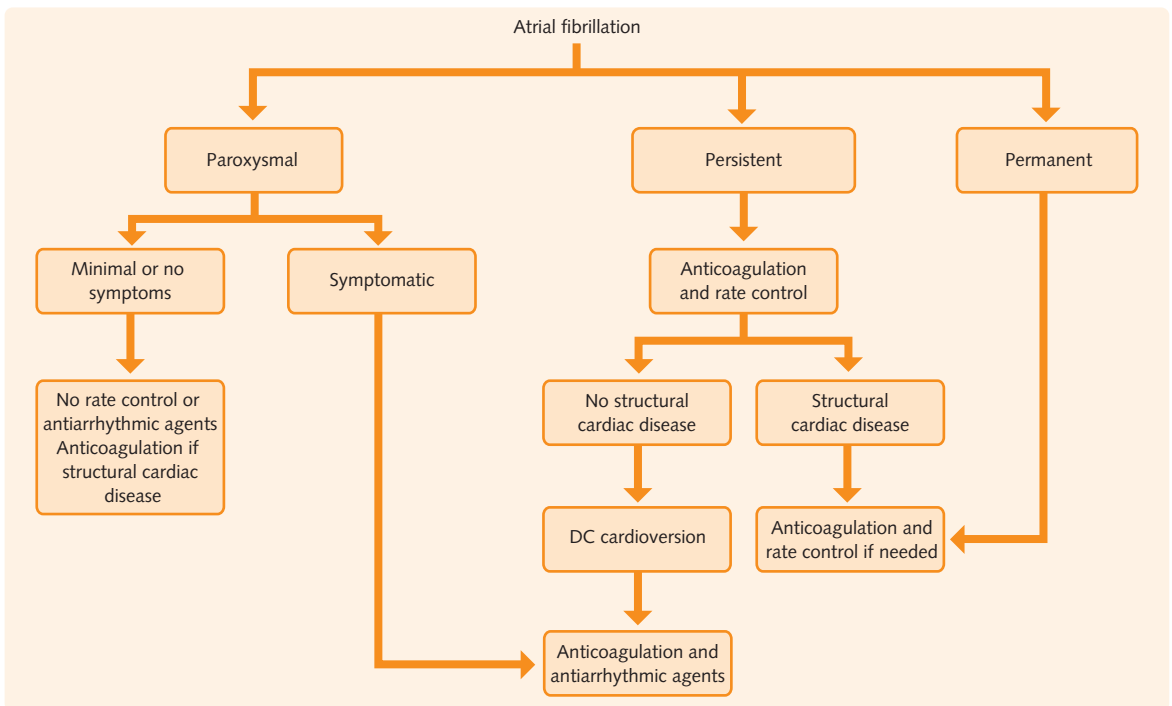 Atrial fibrillation
Paroxysmal
Persistent
Permanent
Minimal or no
symptoms
Symptomatic
Anticoagulation
and rate control
No rate control or
antiarrhythmic agents
Anticoagulation if
structural cardiac
disease
No structural
cardiac disease
Structural
cardiac disease
DC cardioversion
Anticoagulation and
rate control if needed
Anticoagulation and
antiarrhythmic agents